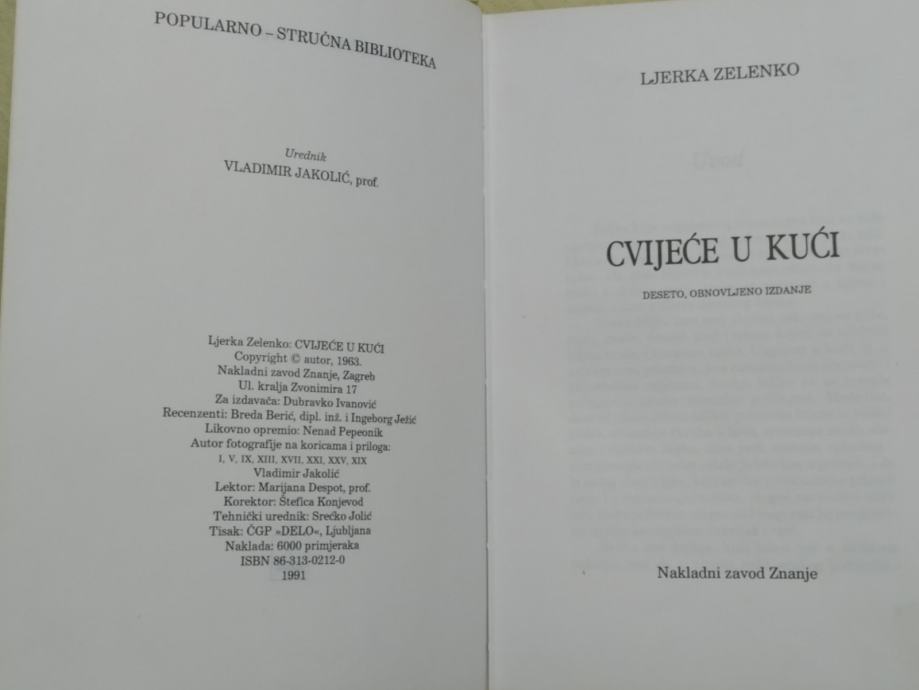 POPULARNO – STRUČNA BIBLIOTEKA
Urednik
VLADIMIR JAKOLIĆ, prof.
Ljerka Zelenko: CVIJEĆE U KUĆI
Copyright © autor, 1963.
Nakladni zavod Znanje, Zagreb
Ul. kralja Zvonimira 17
Za izdavača: Dubravko Ivanović
Recenzenti: Breda Berić, dipl. inž. i Ingeborg Ježić
Likovno opremio: Nenad Pepeonik
Autor fotografije na koricama i priloga:
I, V, IX, XIII, XVII, XXI, XXV, XIX
Vladimir Jakolić
Lektor: Marijana Despot, prof.
Korektor: Štefica Konjevod
Tehnički urednik: Srećko Jolić
Tisak: ČGP »DELO«, Ljubljana
Naklada: 6000 primjeraka
ISBN 86-313-0212-0
1991
LJERKA ZELENKO
CVIJEĆE U KUĆI
DESETO, OBNOVLJENO IZDANJE
Nakladni zavod Znanje